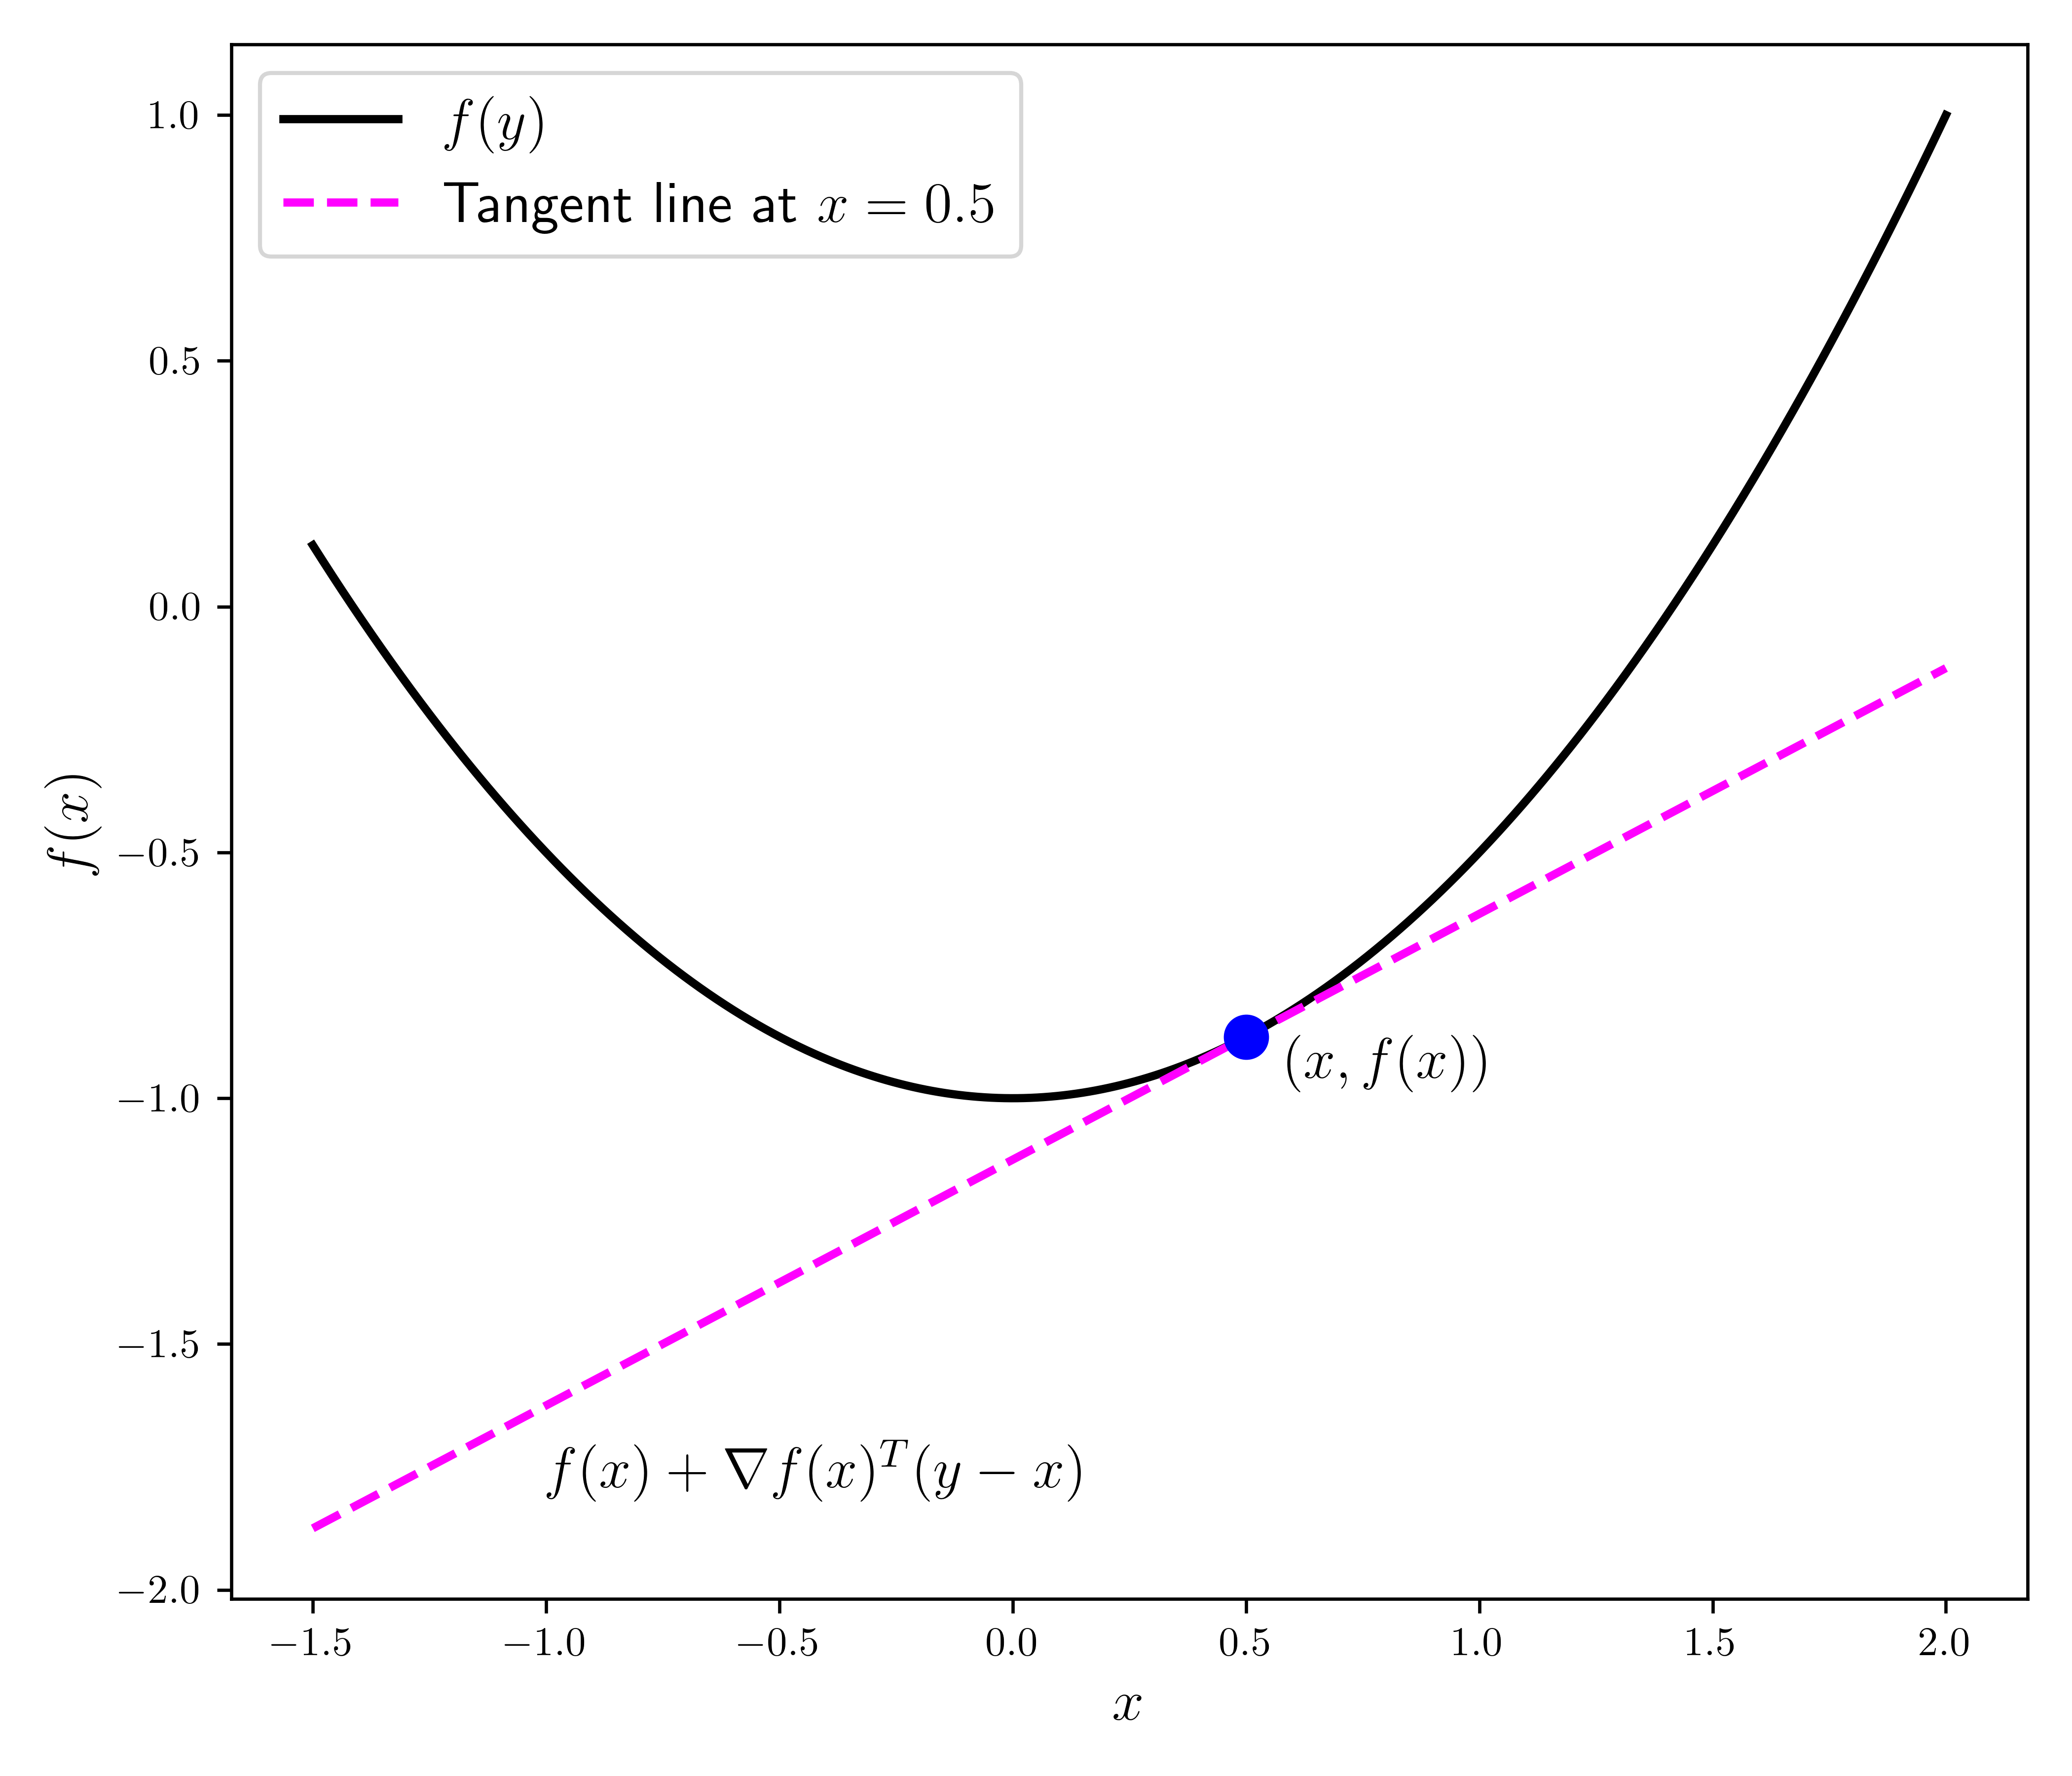 f(y)
Tangent line at x = 0.5
1.0
0.5
0.0
−0.5
−1.0
−1.5
−2.0
f(x)
(x, f(x))
f(x) + ∇f(x)^T(y − x)
−1.5 −1.0 −0.5 0.0 0.5 1.0 1.5 2.0
x